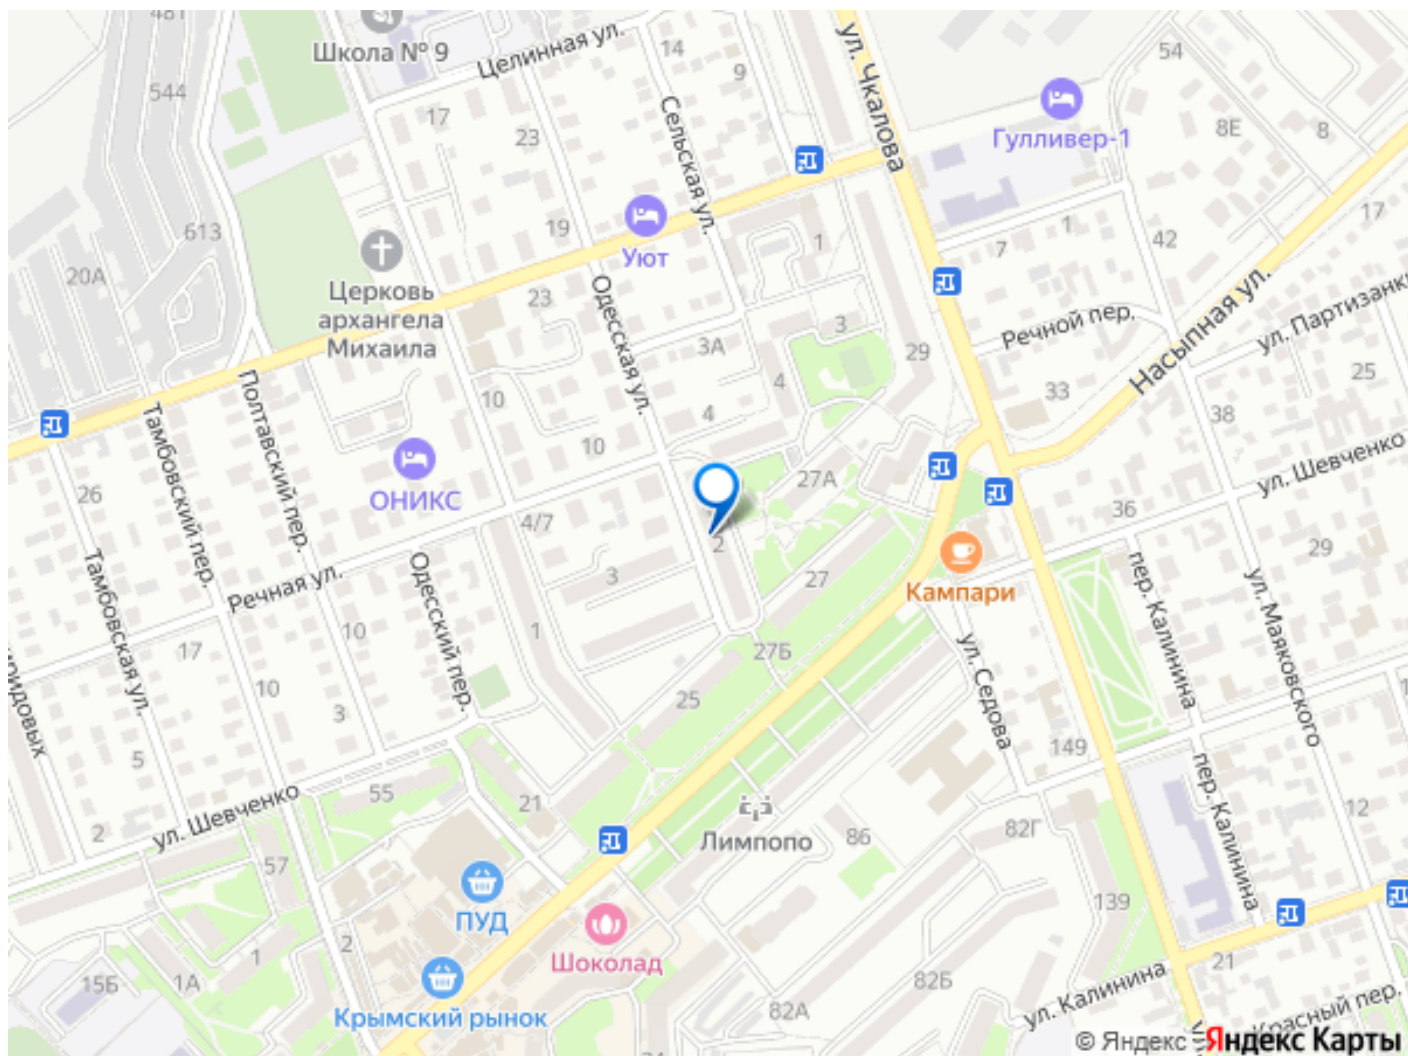 481
Школа № 9
Целинная ул.
14
ул. Чкалова
54
9
544
17
Сельская ул.
23
Гулливер-1
8Е
8
613
20А
19
Уют
1
1
7
42
17
Церковь
архангела
Михаила
23
Одесская ул.
3А
3
29
Речной пер.
Насыпная ул.
ул. Партизанк
4
33
25
Тамбовский пер.
Полтавский пер.
10
4
10
38
ул. Шевченко
26
ОНИКС
27А
4/7
36
2
Кампари
29
Тамбовская ул.
Речная ул.
Одесский пер.
3
27
пер. Калинина
ул. Маяковского
17
10
1
27Б
ул. Седова
ридовых
10
3
25
149
5
пер. Калинина
ул. Шевченко
55
21
2
Лимпопо
86
82Г
12
57
ПУД
139
2
1
Шоколад
15Б
1А
82Б
21
Крымский рынок
82А
ул. Калинина
Красный пер.
© Яндекс
Яндекс Карты